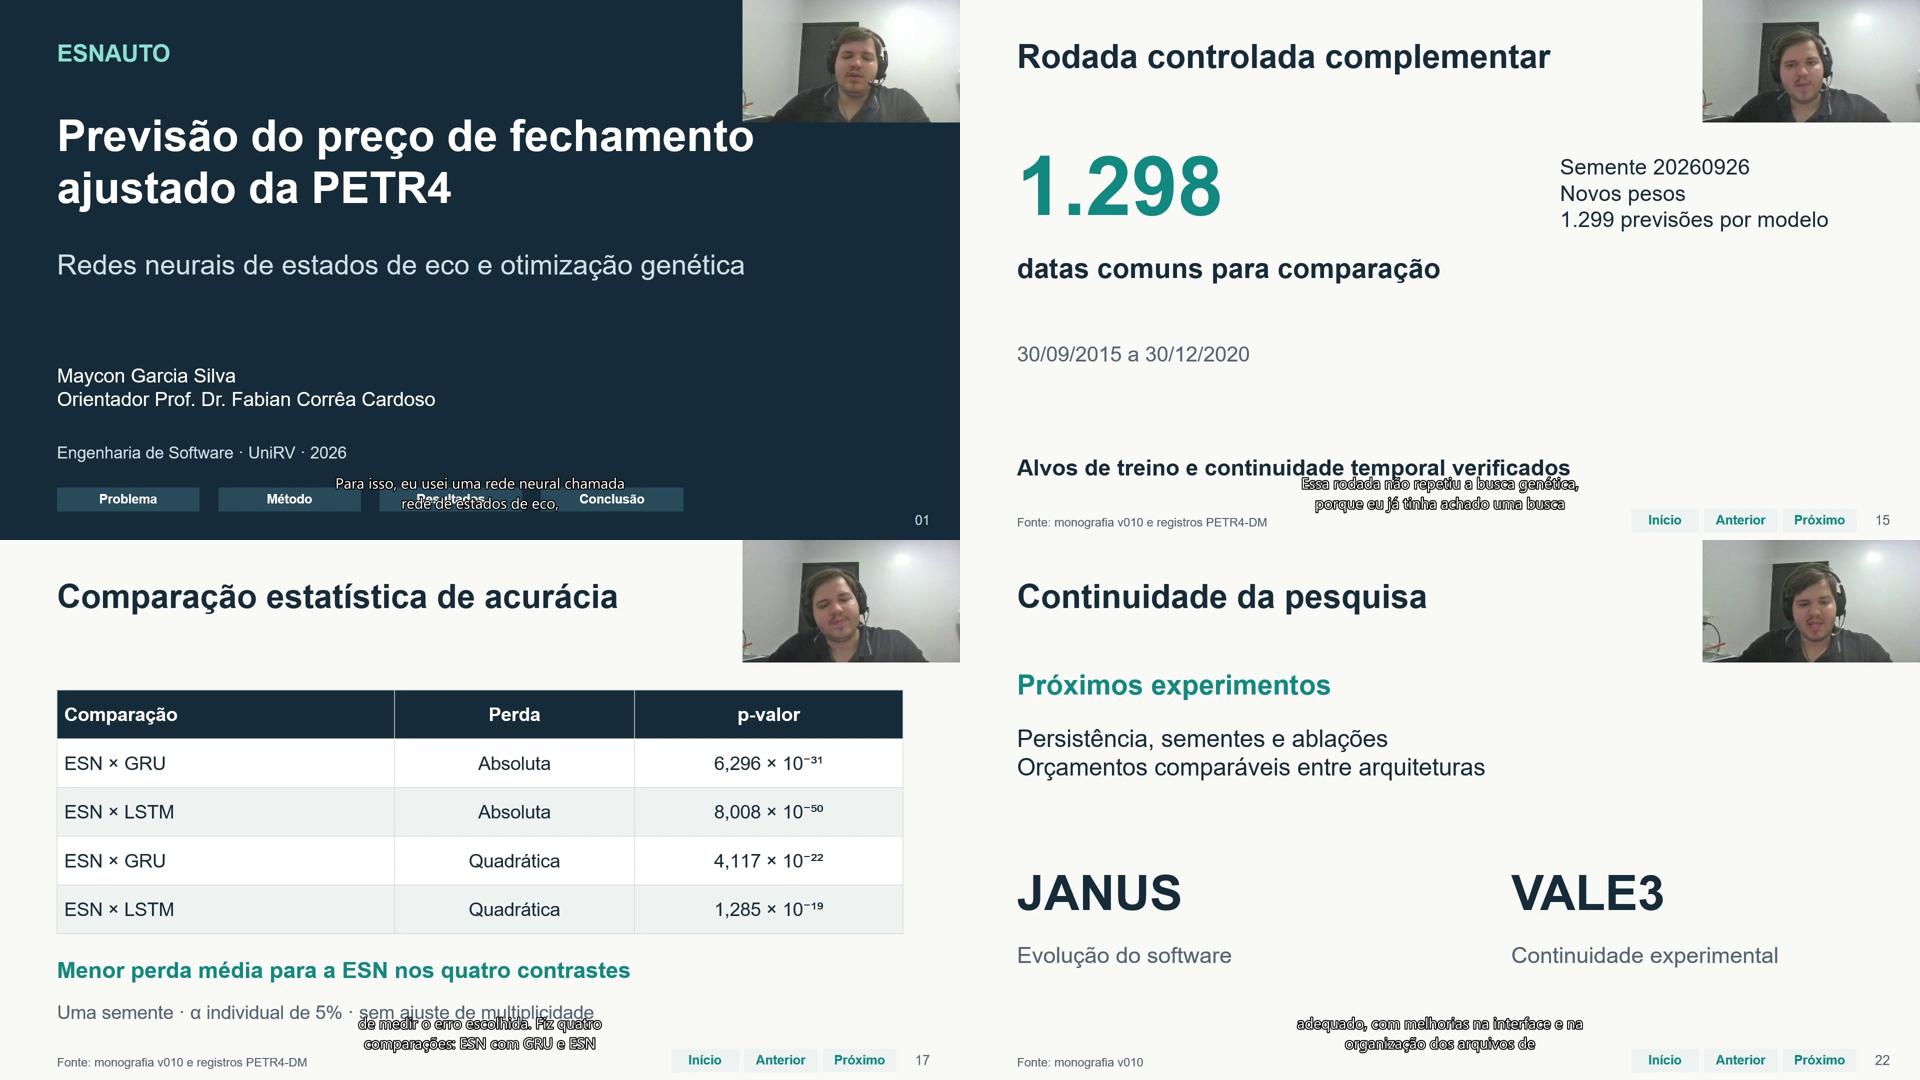 ESNAUTO
Previsão do preço de fechamento
ajustado da PETR4
Redes neurais de estados de eco e otimização genética
Maycon Garcia Silva
Orientador Prof. Dr. Fabian Corrêa Cardoso
Engenharia de Software · UniRV · 2026
Problema
Método
Resultados
Conclusão
Para isso, eu usei uma rede neural chamada
rede de estados de eco,
01
Rodada controlada complementar
1.298
datas comuns para comparação
Semente 20260926
Novos pesos
1.299 previsões por modelo
30/09/2015 a 30/12/2020
Alvos de treino e continuidade temporal verificados
Essa rodada não repetiu a busca genética,
porque eu já tinha achado uma busca
Fonte: monografia v010 e registros PETR4-DM
Início
Anterior
Próximo
15
Comparação estatística de acurácia
Comparação Perda p-valor
ESN × GRU Absoluta 6,296 × 10⁻³¹
ESN × LSTM Absoluta 8,008 × 10⁻⁵⁰
ESN × GRU Quadrática 4,117 × 10⁻²²
ESN × LSTM Quadrática 1,285 × 10⁻¹⁹
Menor perda média para a ESN nos quatro contrastes
Uma semente · α individual de 5% · sem ajuste de multiplicidade
de medir o erro escolhida. Fiz quatro
comparações: ESN com GRU e ESN
Fonte: monografia v010 e registros PETR4-DM
Início
Anterior
Próximo
17
Continuidade da pesquisa
Próximos experimentos
Persistência, sementes e ablações
Orçamentos comparáveis entre arquiteturas
JANUS
Evolução do software
VALE3
Continuidade experimental
adequado, com melhorias na interface e na
organização dos arquivos de
Fonte: monografia v010
Início
Anterior
Próximo
22